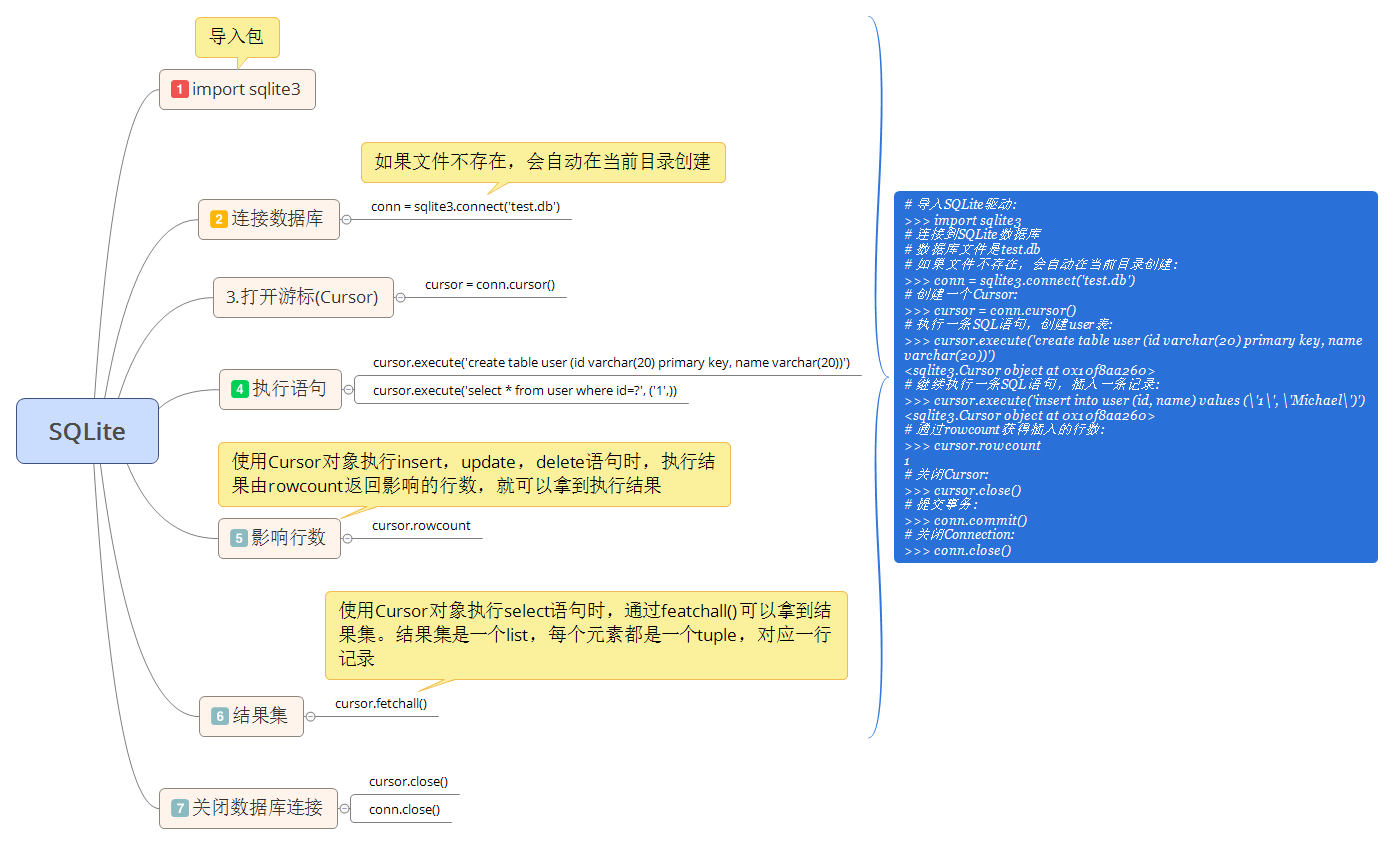 导入包
1 import sqlite3
如果文件不存在，会自动在当前目录创建
2 连接数据库
conn = sqlite3.connect('test.db')
3.打开游标(Cursor)
cursor = conn.cursor()
4 执行语句
cursor.execute('create table user (id varchar(20) primary key, name varchar(20))')
cursor.execute('select * from user where id=?', ('1',))
SQLite
使用Cursor对象执行insert，update，delete语句时，执行结
果由rowcount返回影响的行数，就可以拿到执行结果
5 影响行数
cursor.rowcount
使用Cursor对象执行select语句时，通过featchall()可以拿到结
果集。结果集是一个list，每个元素都是一个tuple，对应一行
记录
6 结果集
cursor.fetchall()
7 关闭数据库连接
cursor.close()
conn.close()
# 导入SQLite驱动:
>>> import sqlite3
# 连接到SQLite数据库
# 数据库文件是test.db
# 如果文件不存在，会自动在当前目录创建:
>>> conn = sqlite3.connect('test.db')
# 创建一个Cursor:
>>> cursor = conn.cursor()
# 执行一条SQL语句，创建user表:
>>> cursor.execute('create table user (id varchar(20) primary key, name
varchar(20))')
<sqlite3.Cursor object at 0x10f8aa260>
# 继续执行一条SQL语句，插入一条记录:
>>> cursor.execute('insert into user (id, name) values (\'1\', \'Michael\')')
<sqlite3.Cursor object at 0x10f8aa260>
# 通过rowcount获得插入的行数:
>>> cursor.rowcount
1
# 关闭Cursor:
>>> cursor.close()
# 提交事务:
>>> conn.commit()
# 关闭Connection:
>>> conn.close()